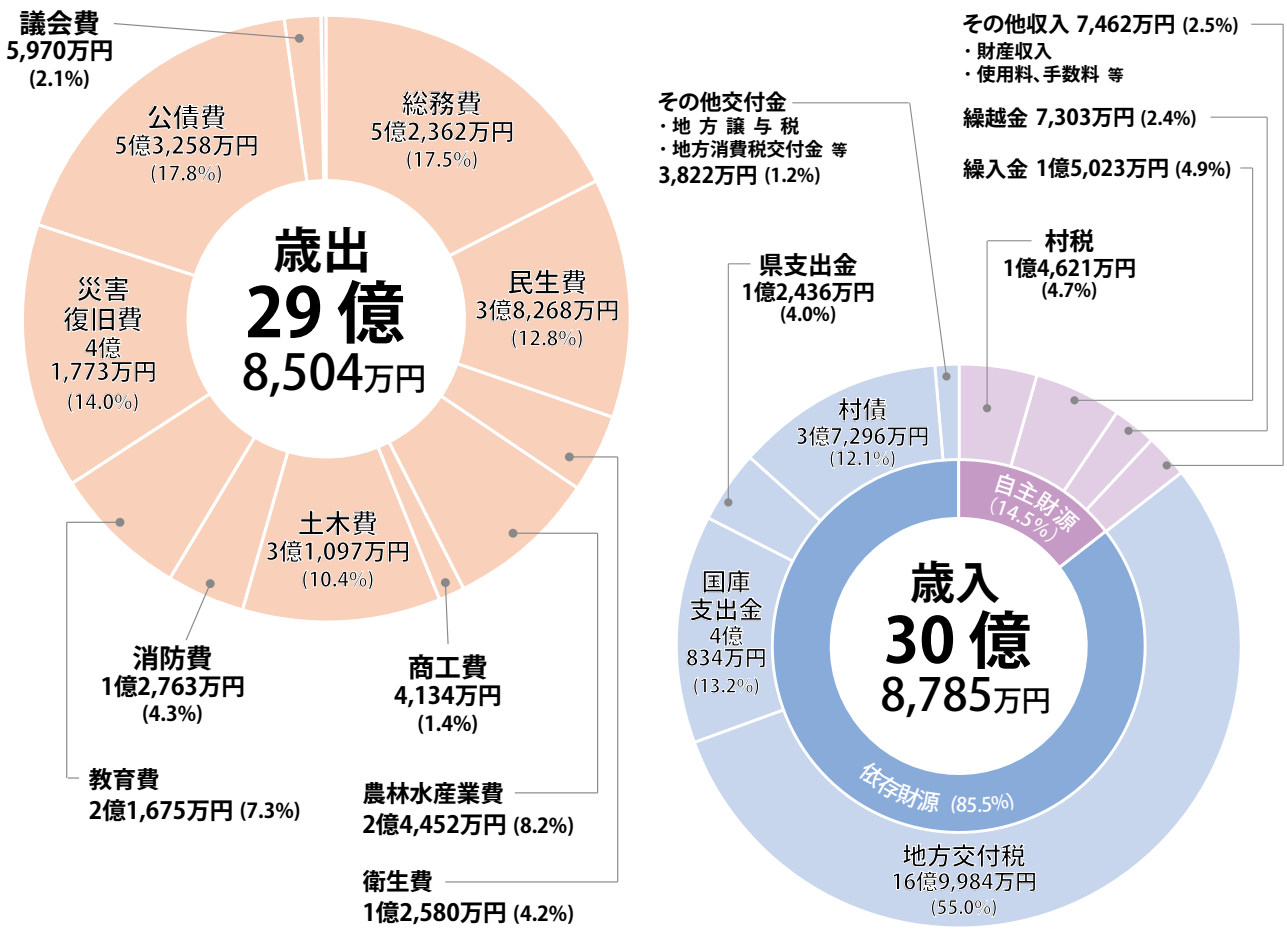 議会費
5,970万円
(2.1%)
公債費
5億3,258万円
(17.8%)
総務費
5億2,362万円
(17.5%)
歳出
29億
8,504万円
民生費
3億8,268万円
(12.8%)
災害
復旧費
4億
1,773万円
(14.0%)
土木費
3億1,097万円
(10.4%)
消防費
1億2,763万円
(4.3%)
商工費
4,134万円
(1.4%)
教育費
2億1,675万円 (7.3%)
農林水産業費
2億4,452万円 (8.2%)
衛生費
1億2,580万円 (4.2%)
その他収入 7,462万円 (2.5%)
・財産収入
・使用料、手数料 等
その他交付金
・地方譲与税
・地方消費税交付金 等
3,822万円 (1.2%)
繰越金 7,303万円 (2.4%)
繰入金 1億5,023万円 (4.9%)
村税
1億4,621万円
(4.7%)
県支出金
1億2,436万円
(4.0%)
村債
3億7,296万円
(12.1%)
自主財源
(14.5%)
国庫
支出金
4億
834万円
(13.2%)
歳入
30億
8,785万円
依存財源 (85.5%)
地方交付税
16億9,984万円
(55.0%)